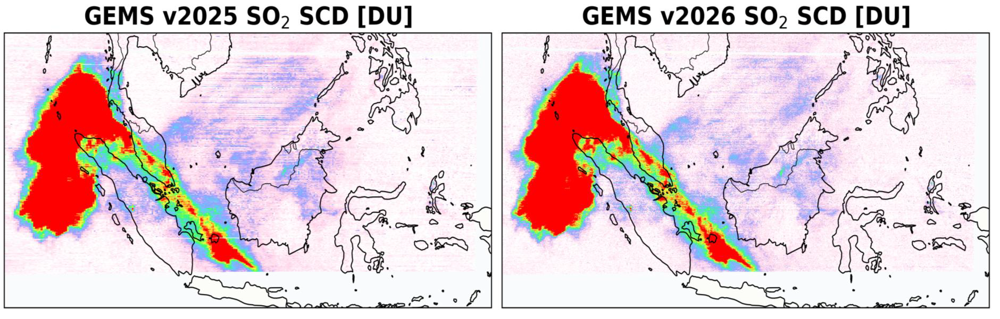 GEMS v2025 SO₂ SCD [DU]
GEMS v2026 SO₂ SCD [DU]